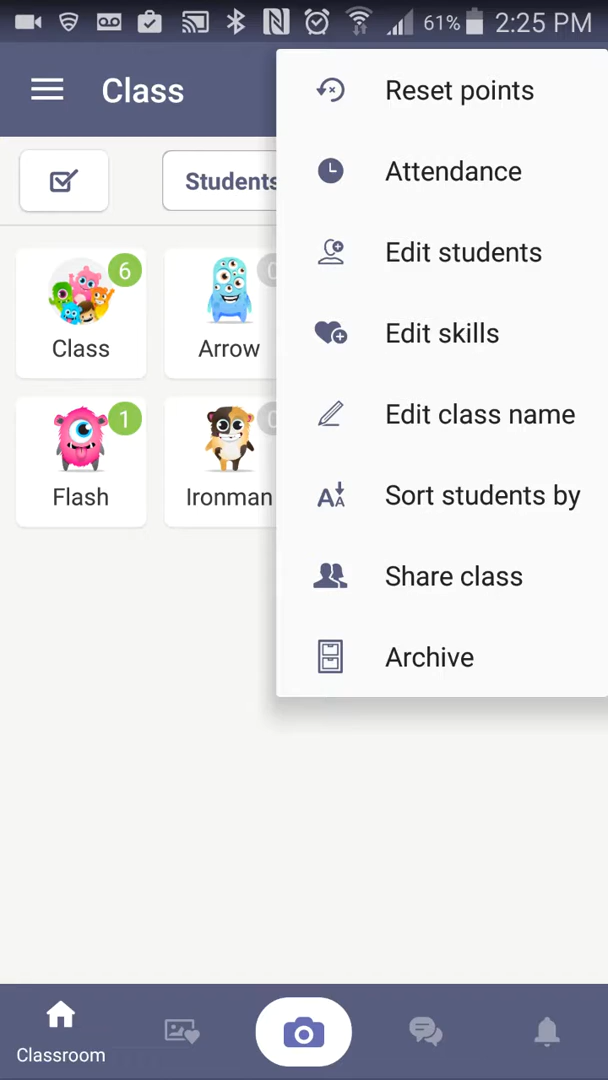 61% 2:25 PM
Class
Reset points
Attendance
Students
Edit students
6
Class
Arrow
Edit skills
1
Flash
Ironman
Edit class name
Sort students by
Share class
Archive
Classroom